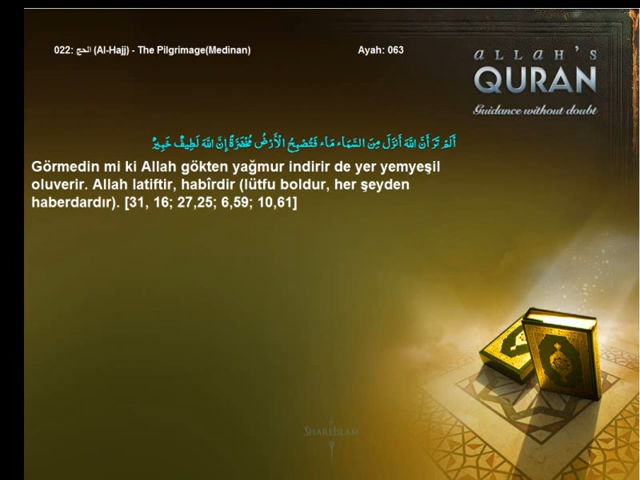 022: الحج (Al-Hajj) - The Pilgrimage(Medinan) Ayah: 063
ALLAH'S
QURAN
Guidance without doubt
أَلَمْ تَرَ أَنَّ اللَّهَ أَنزَلَ مِنَ السَّمَاءِ مَاءً فَتُصْبِحُ الْأَرْضُ مُخْضَرَّةً إِنَّ اللَّهَ لَطِيفٌ خَبِيرٌ
Görmedin mi ki Allah gökten yağmur indirir de yer yemyeşil
oluverir. Allah latiftir, habîrdir (lütfu boldur, her şeyden
haberdardır). [31, 16; 27,25; 6,59; 10,61]
SHAREISLAM